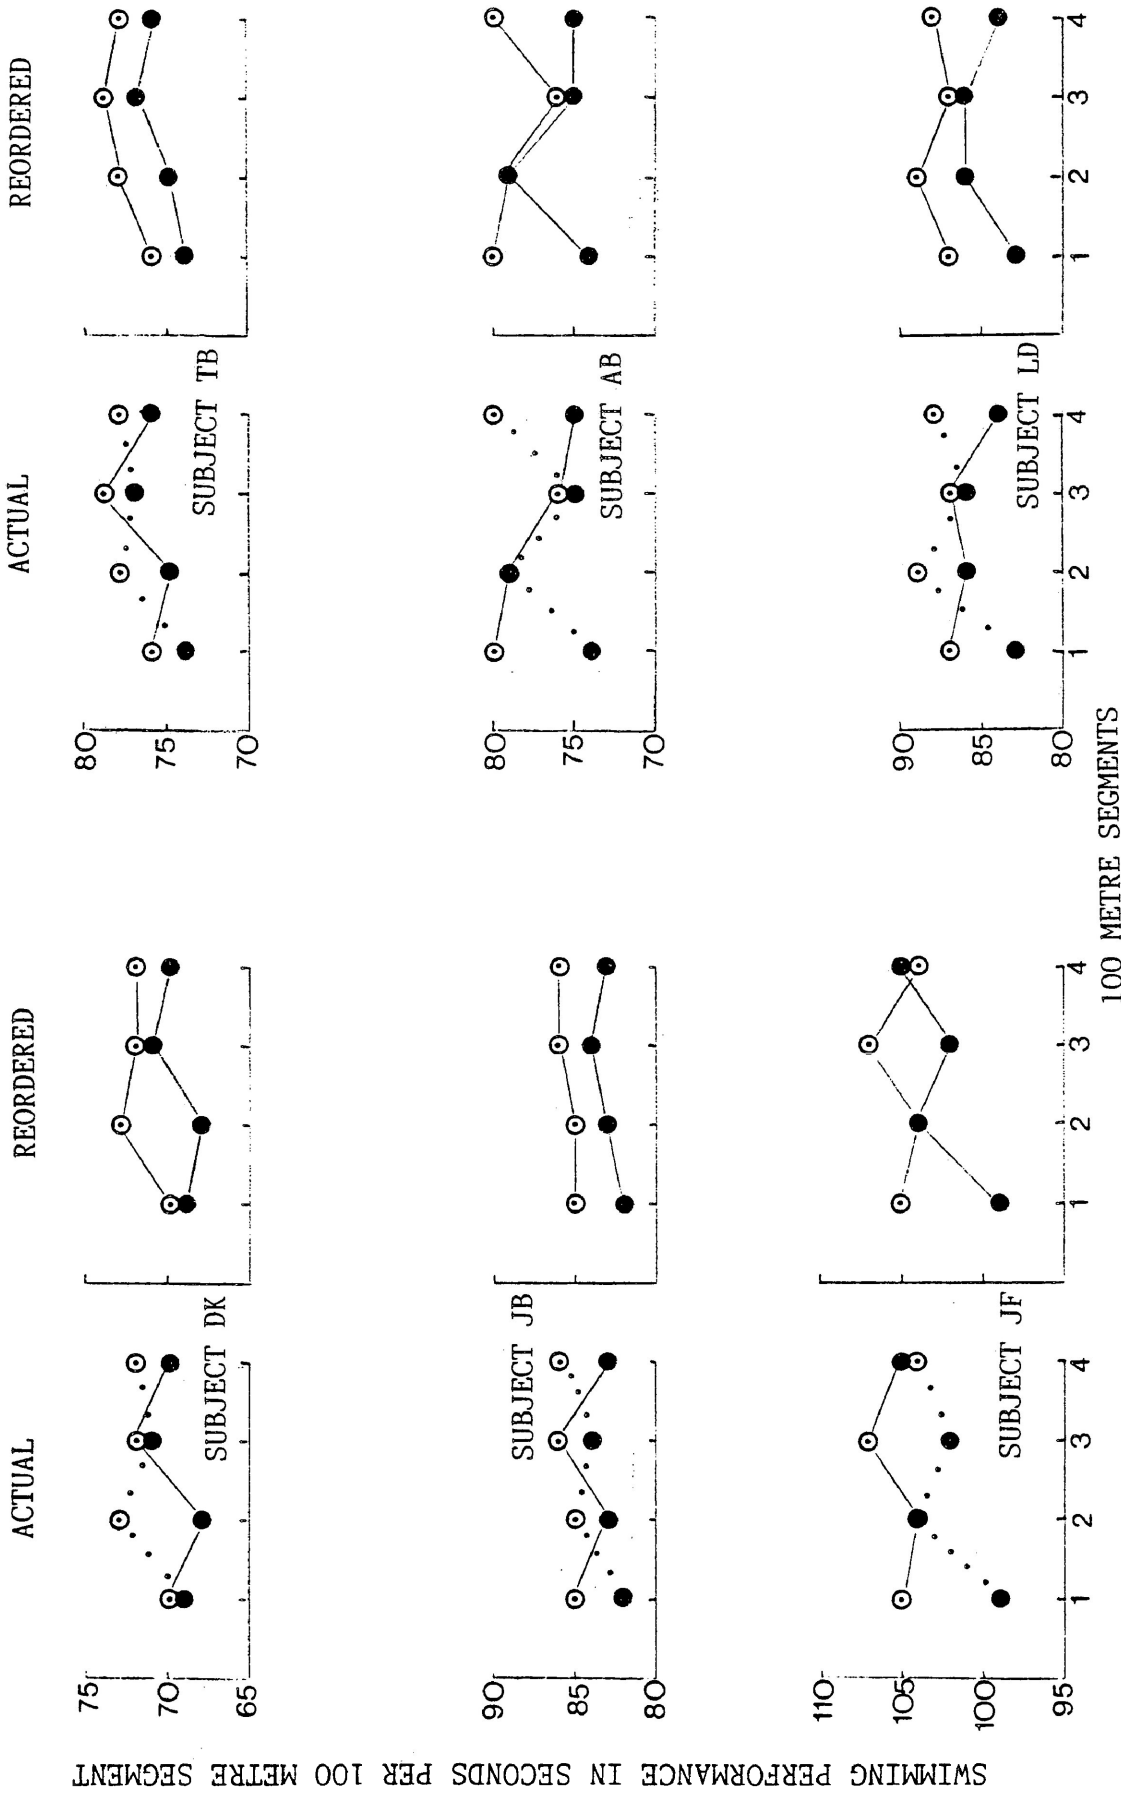 ACTUAL
REORDERED
ACTUAL
REORDERED
75
70
65
SUBJECT DK
80
75
70
SUBJECT TB
90
85
80
SUBJECT JB
80
75
70
SUBJECT AB
110
105
100
95
SUBJECT JF
1 2 3 4
1 2 3 4
90
85
80
SUBJECT LD
1 2 3 4
1 2 3 4
100 METRE SEGMENTS
SWIMMING PERFORMANCE IN SECONDS PER 100 METRE SEGMENT